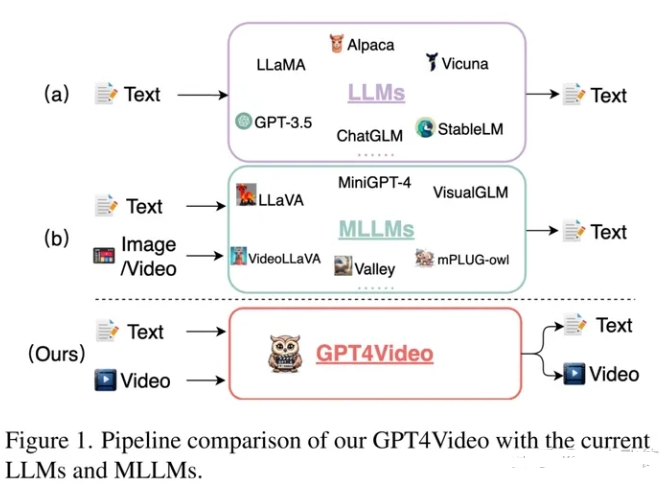 Alpaca
LLaMA
Vicuna
(a) Text LLMs Text
GPT-3.5
ChatGLM
StableLM
......
MiniGPT-4
LLaVA
VisualGLM
Text
(b) MLLMs Text
Image
/Video
VideoLLaVA
Valley
mPLUG-owl
......
Text Text
(Ours) GPT4Video
Video Video
Figure 1. Pipeline comparison of our GPT4Video with the current
LLMs and MLLMs.